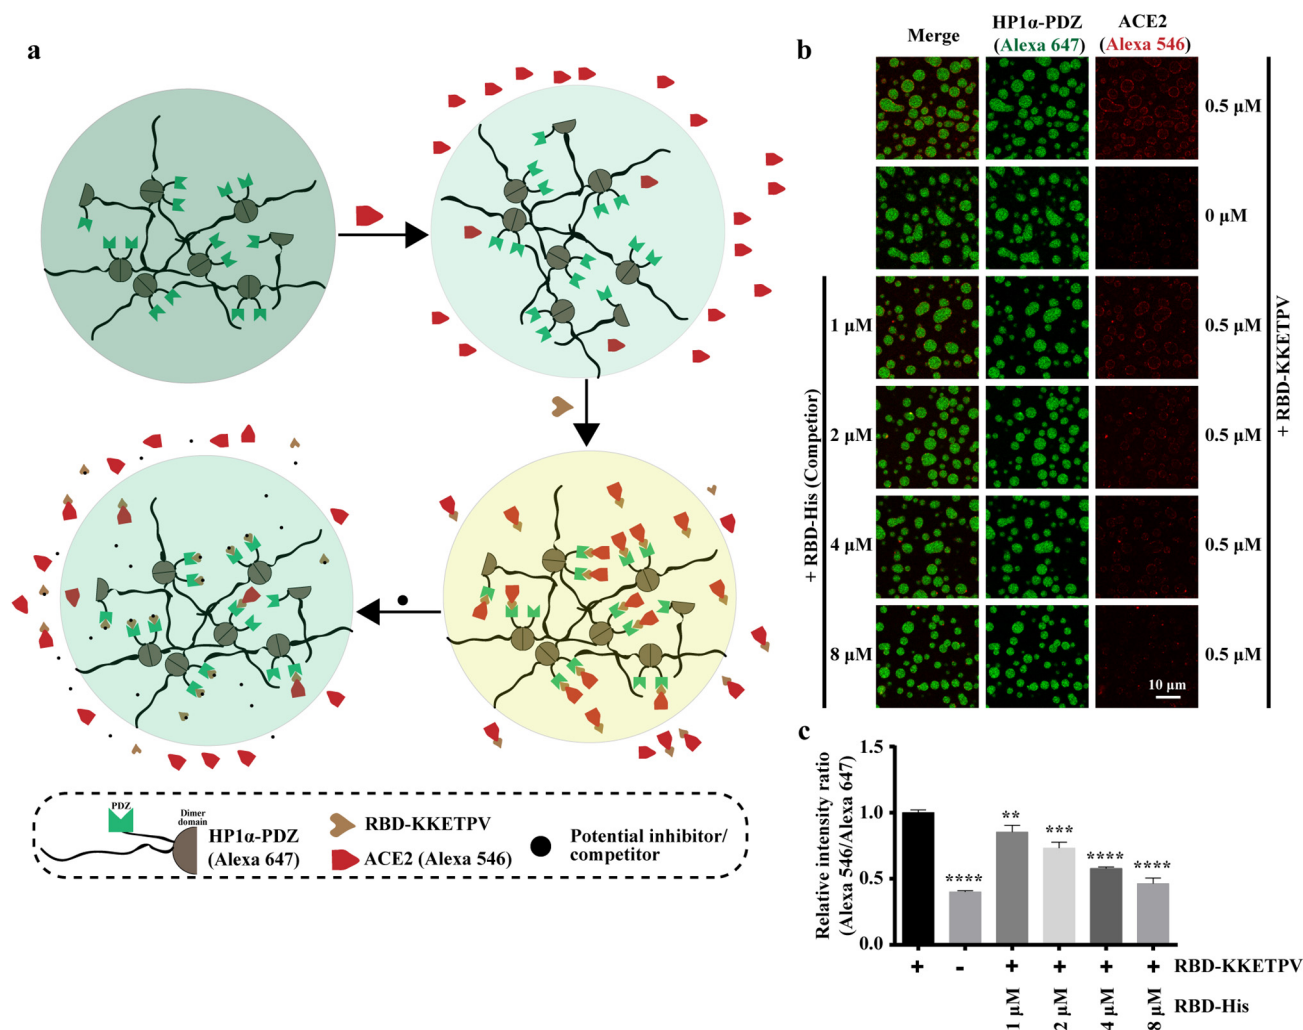 a
PDZ
Dimer
domain
HP1α-PDZ
(Alexa 647)
RBD-KKETPV
ACE2 (Alexa 546)
Potential inhibitor/
competitor
b
Merge
HP1α-PDZ
(Alexa 647)
ACE2
(Alexa 546)
0.5 μM
0 μM
1 μM
0.5 μM
2 μM
0.5 μM
4 μM
0.5 μM
8 μM
0.5 μM
+ RBD-His (Competior)
+ RBD-KKETPV
10 μm
c
Relative intensity ratio
(Alexa 546/Alexa 647)
1.5
1.0
0.5
0.0
****
**
***
****
****
+ - + + + + RBD-KKETPV
1 μM 2 μM 4 μM 8 μM RBD-His